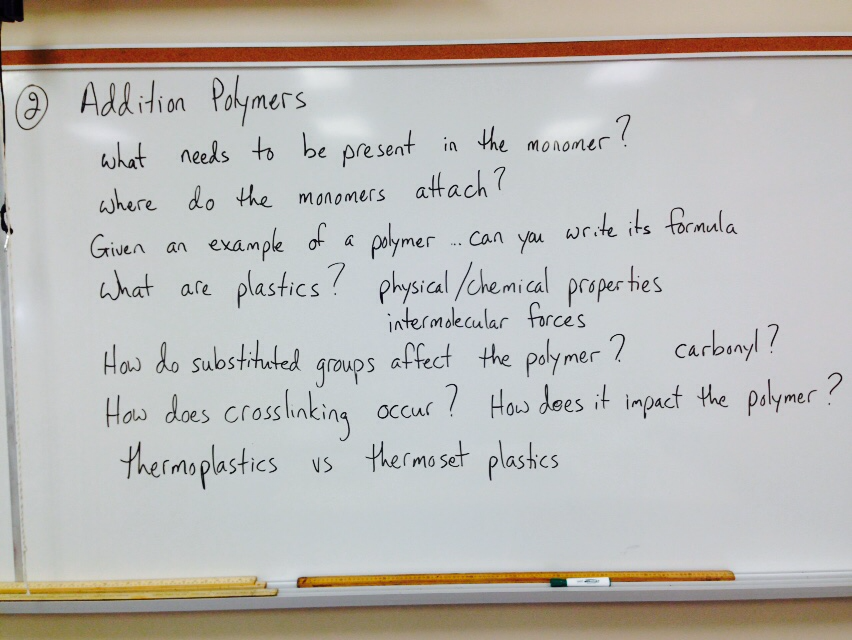 ② Addition Polymers
what needs to be present in the monomer?
where do the monomers attach?
Given an example of a polymer ... can you write its formula
What are plastics? physical/chemical properties
intermolecular forces
How do substituted groups affect the polymer? carbonyl?
How does crosslinking occur? How does it impact the polymer?
thermoplastics vs thermoset plastics